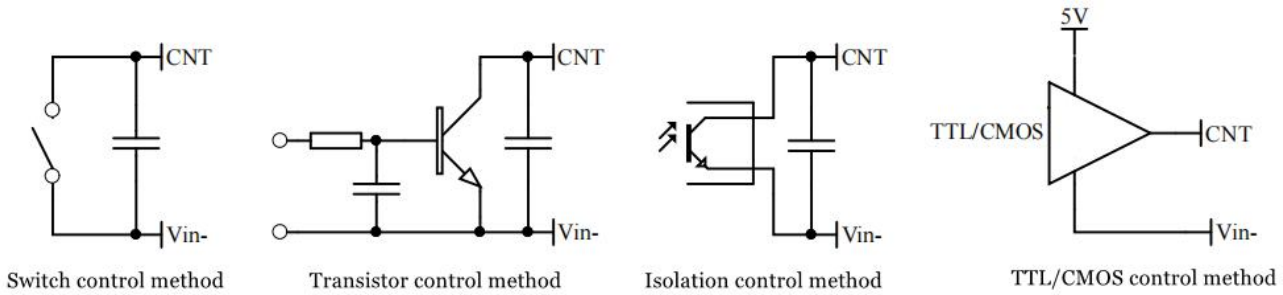 5V
CNT
CNT
CNT
TTL/CMOS
CNT
Vin-
Vin-
Vin-
Vin-
Switch control method
Transistor control method
Isolation control method
TTL/CMOS control method